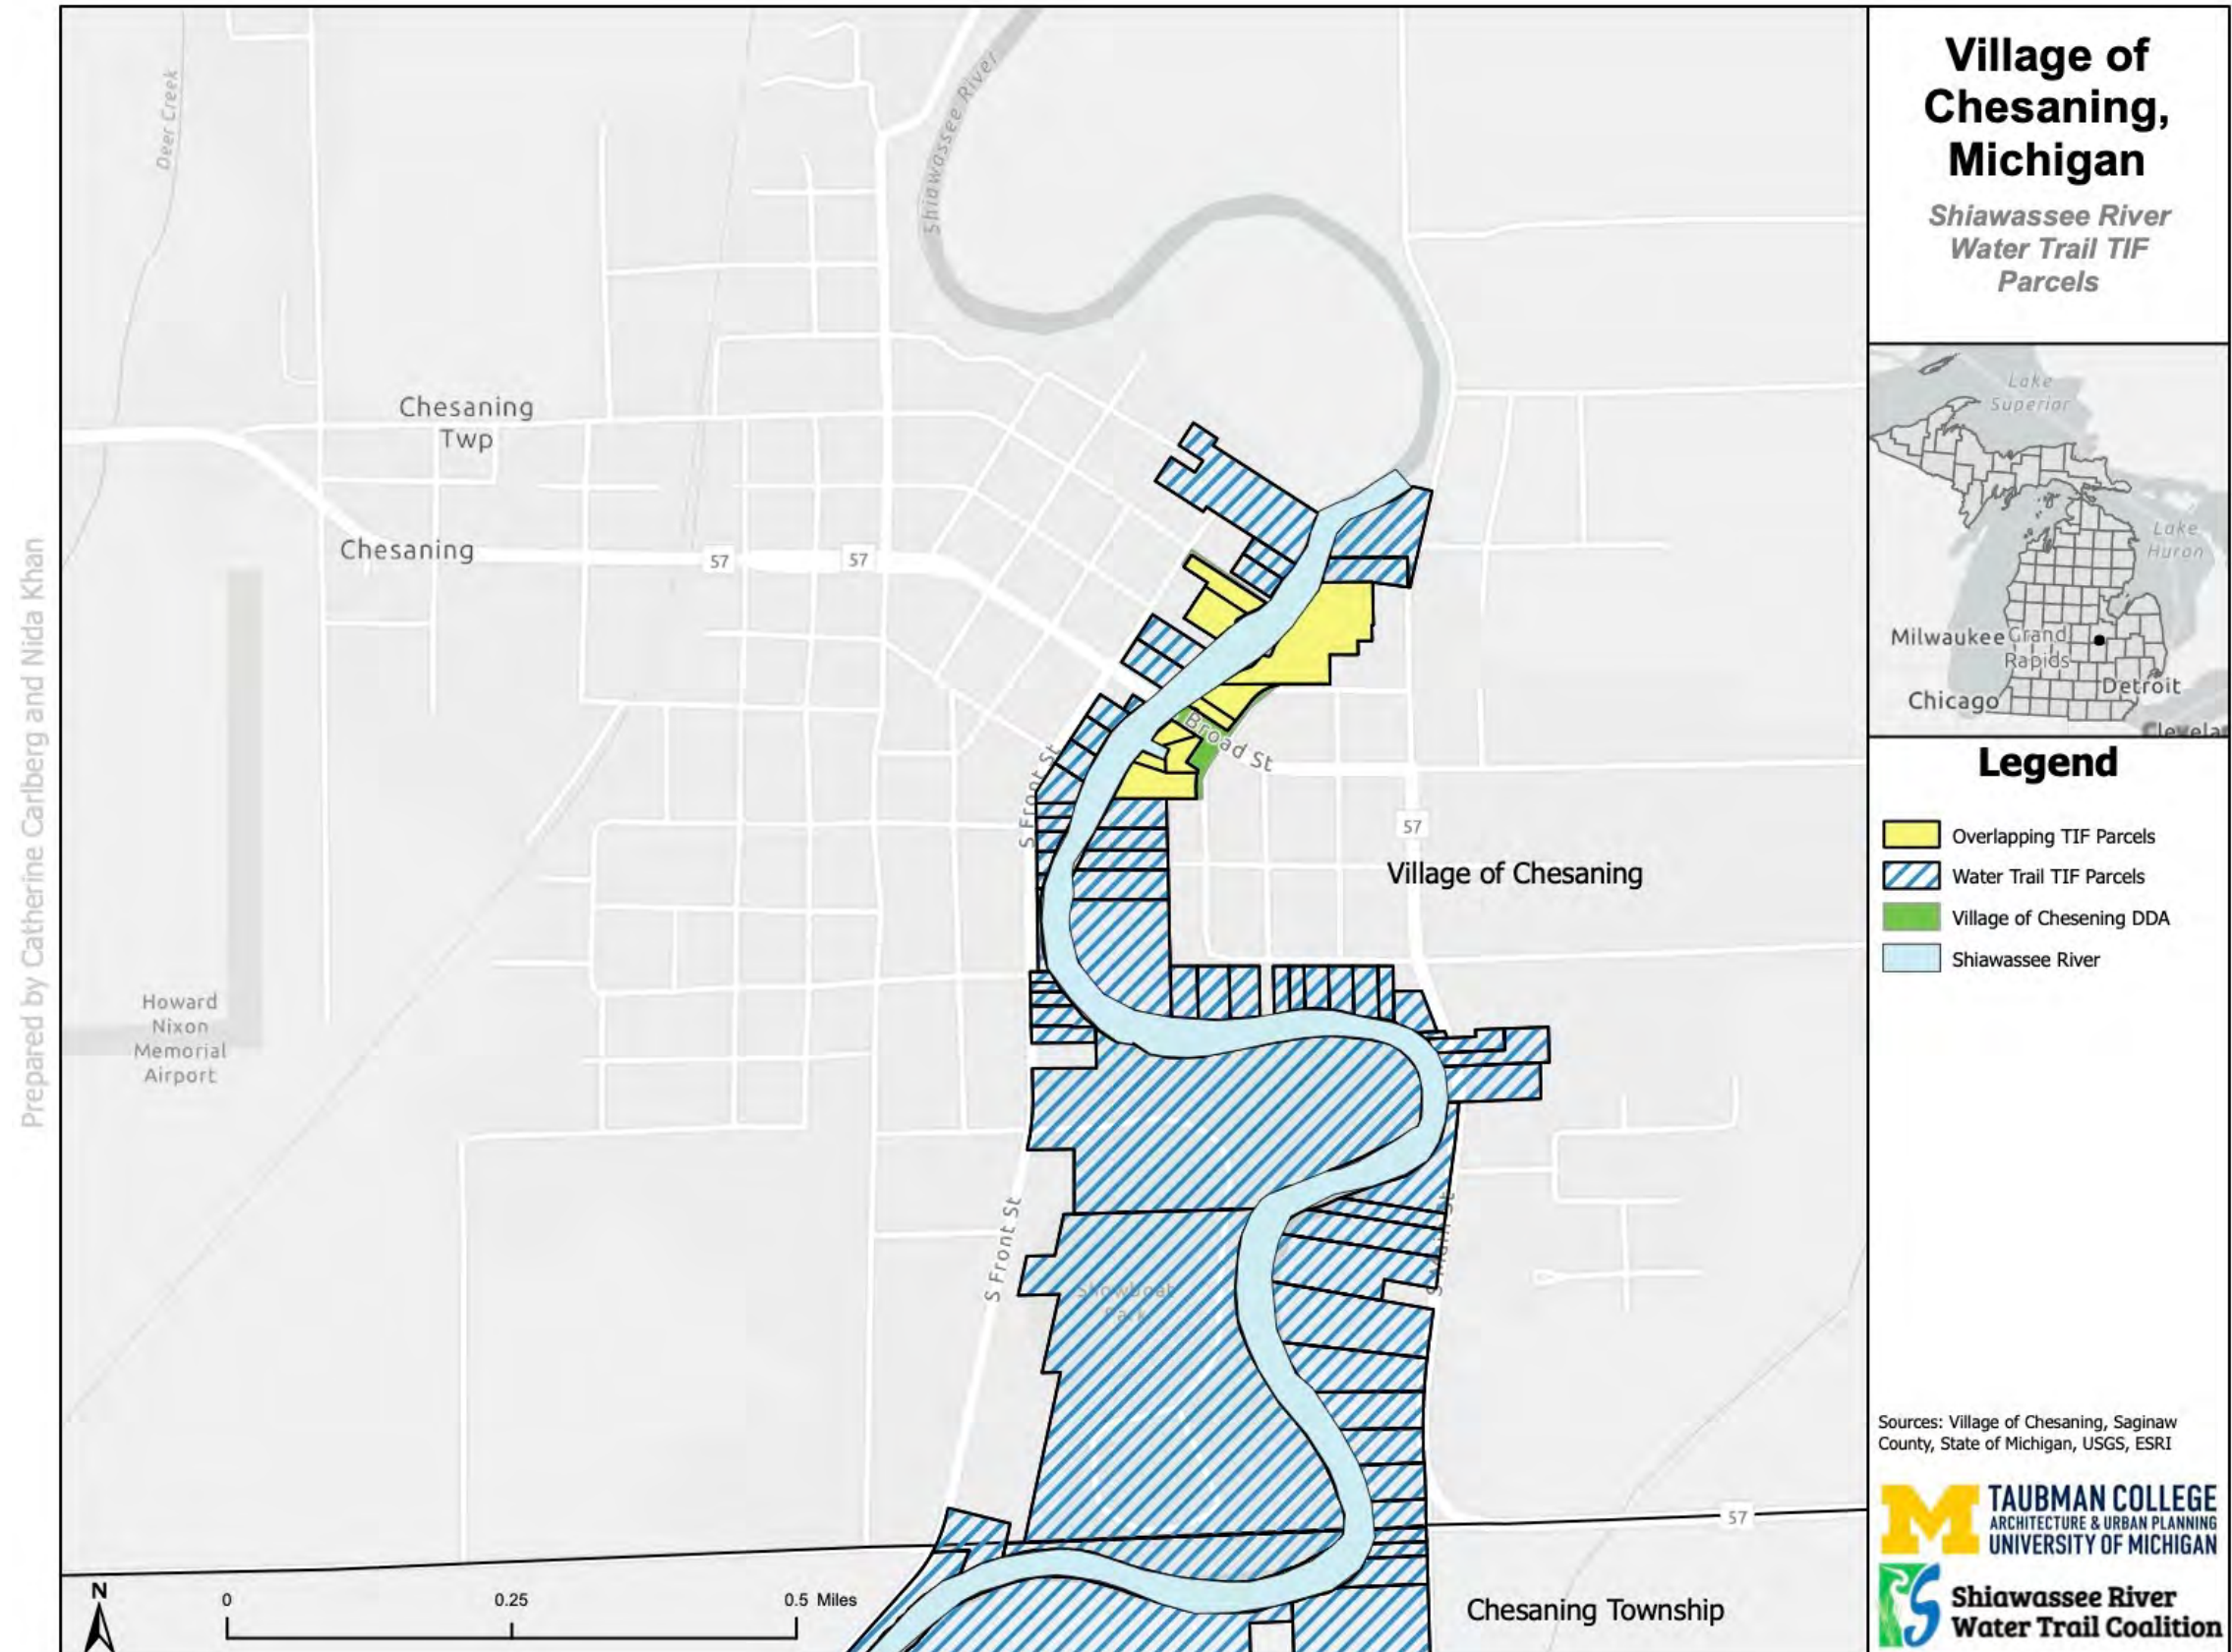 Village of
Chesaning,
Michigan
Shiawassee River
Water Trail TIF
Parcels
Lake
Superior
Lake
Huron
Milwaukee
Grand
Rapids
Detroit
Chicago
Clevela
Legend
Overlapping TIF Parcels
Water Trail TIF Parcels
Village of Chesening DDA
Shiawassee River
Sources: Village of Chesaning, Saginaw
County, State of Michigan, USGS, ESRI
M TAUBMAN COLLEGE
ARCHITECTURE & URBAN PLANNING
UNIVERSITY OF MICHIGAN
Shiawassee River
Water Trail Coalition
Prepared by Catherine Carlberg and Nida Khan
Deer Creek
Shiawassee River
Chesaning
Twp
Chesaning
57
57
Broad St
S Front St
57
Village of Chesaning
Howard
Nixon
Memorial
Airport
S Front St
S Main St
Showboat
Park
57
Chesaning Township
N
0
0.25
0.5 Miles